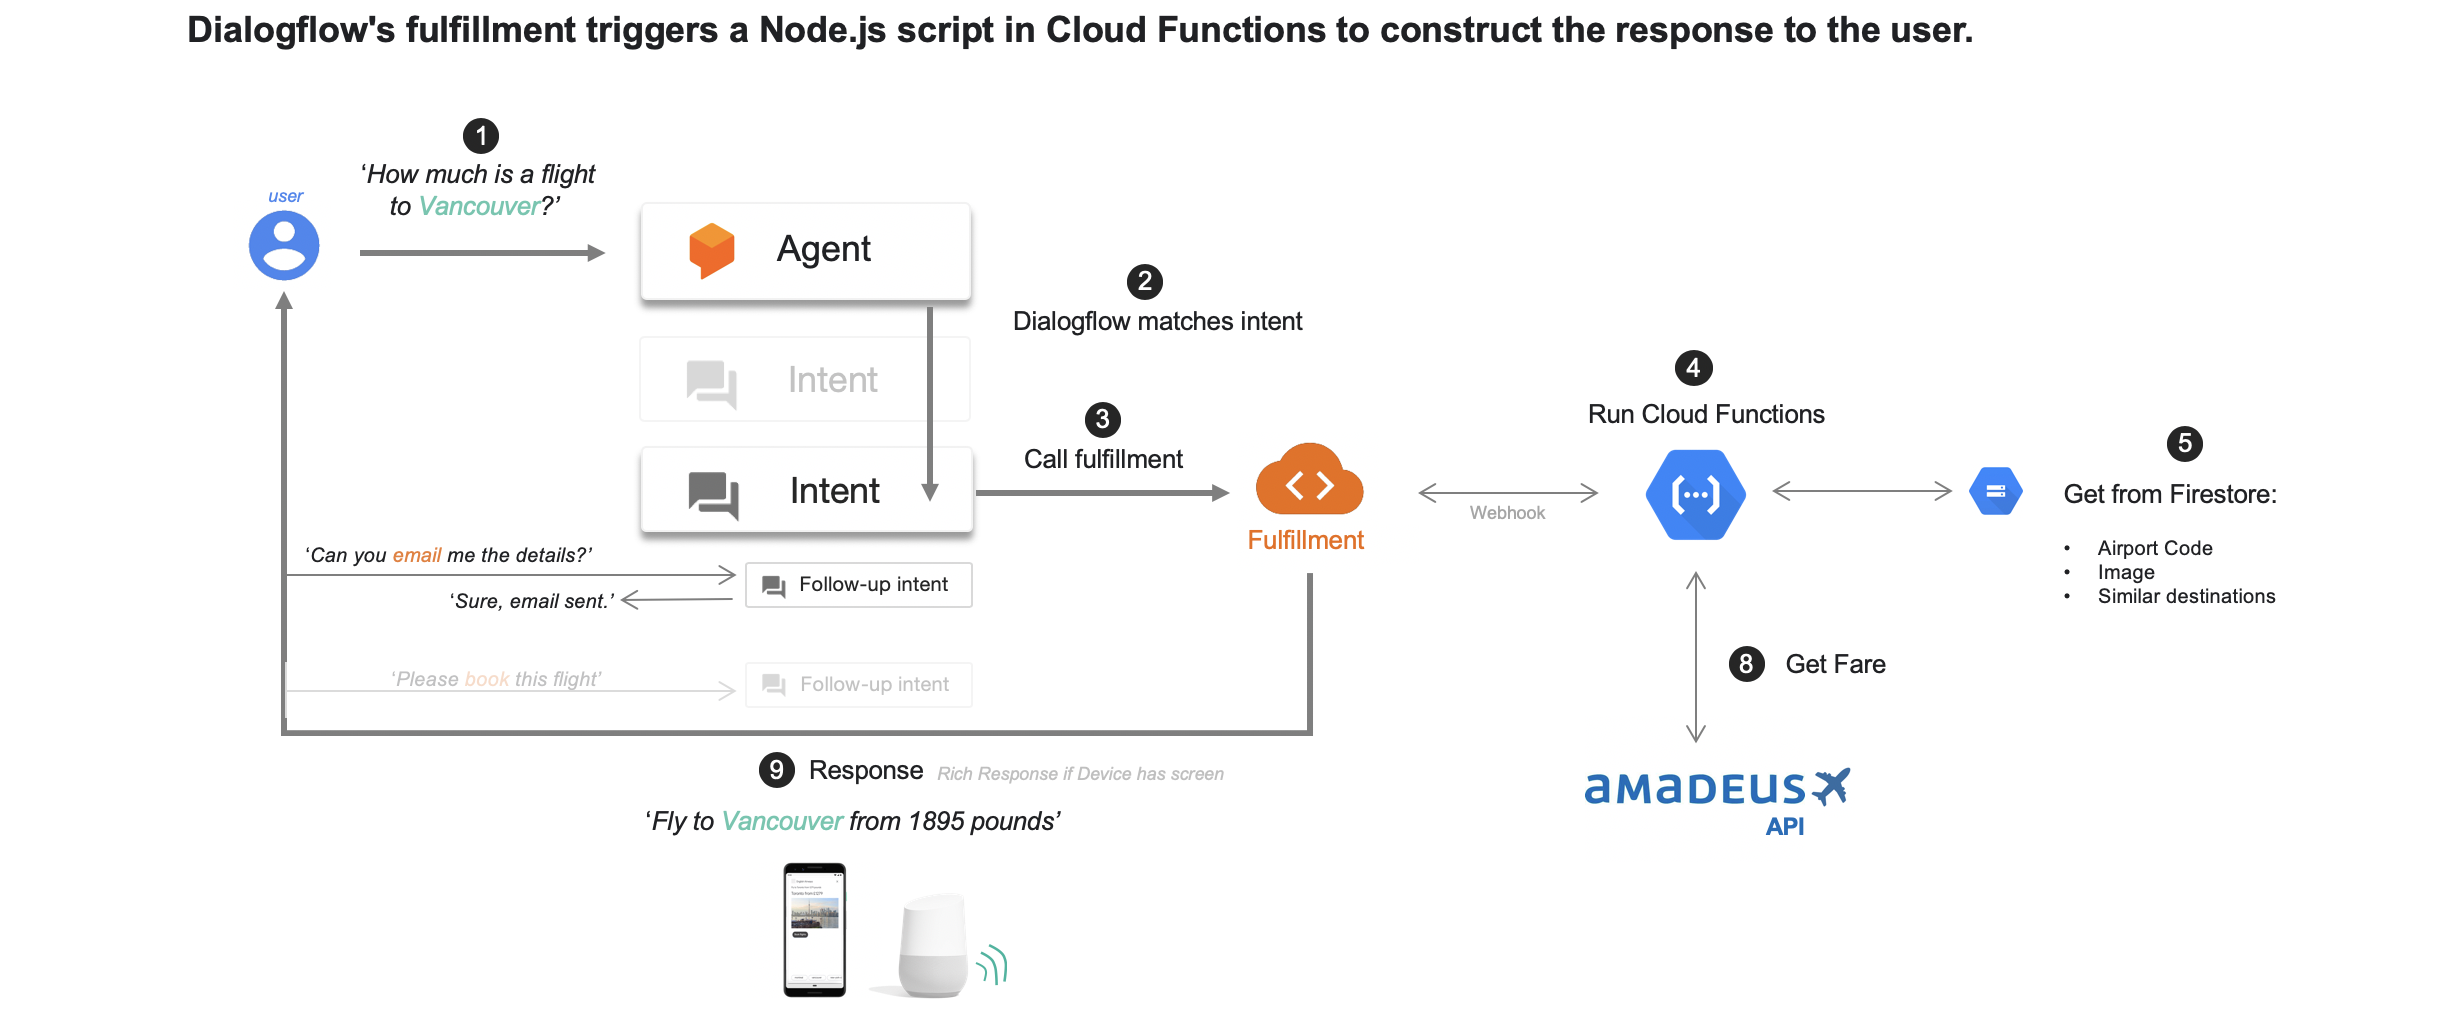 Dialogflow's fulfillment triggers a Node.js script in Cloud Functions to construct the response to the user.
1
‘How much is a flight
to Vancouver?’
user
Agent
2
Dialogflow matches intent
Intent
3
Call fulfillment
Intent
Fulfillment
Webhook
4
Run Cloud Functions
5
Get from Firestore:
• Airport Code
• Image
• Similar destinations
‘Can you email me the details?’
Follow-up intent
‘Sure, email sent.’
‘Please book this flight’
Follow-up intent
8 Get Fare
amadeus
API
9 Response Rich Response if Device has screen
‘Fly to Vancouver from 1895 pounds’